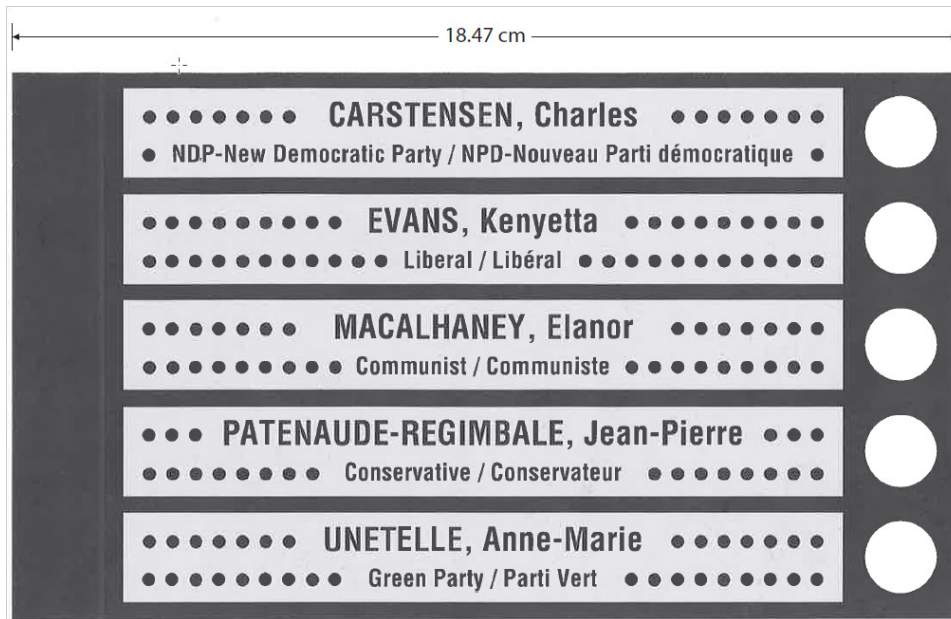 18.47 cm
CARSTENSEN, Charles
NDP-New Democratic Party / NPD-Nouveau Parti démocratique
EVANS, Kenyetta
Liberal / Libéral
MACALHANEY, Elanor
Communist / Communiste
PATENAUDE-REGIMBALE, Jean-Pierre
Conservative / Conservateur
UNETELLE, Anne-Marie
Green Party / Parti Vert